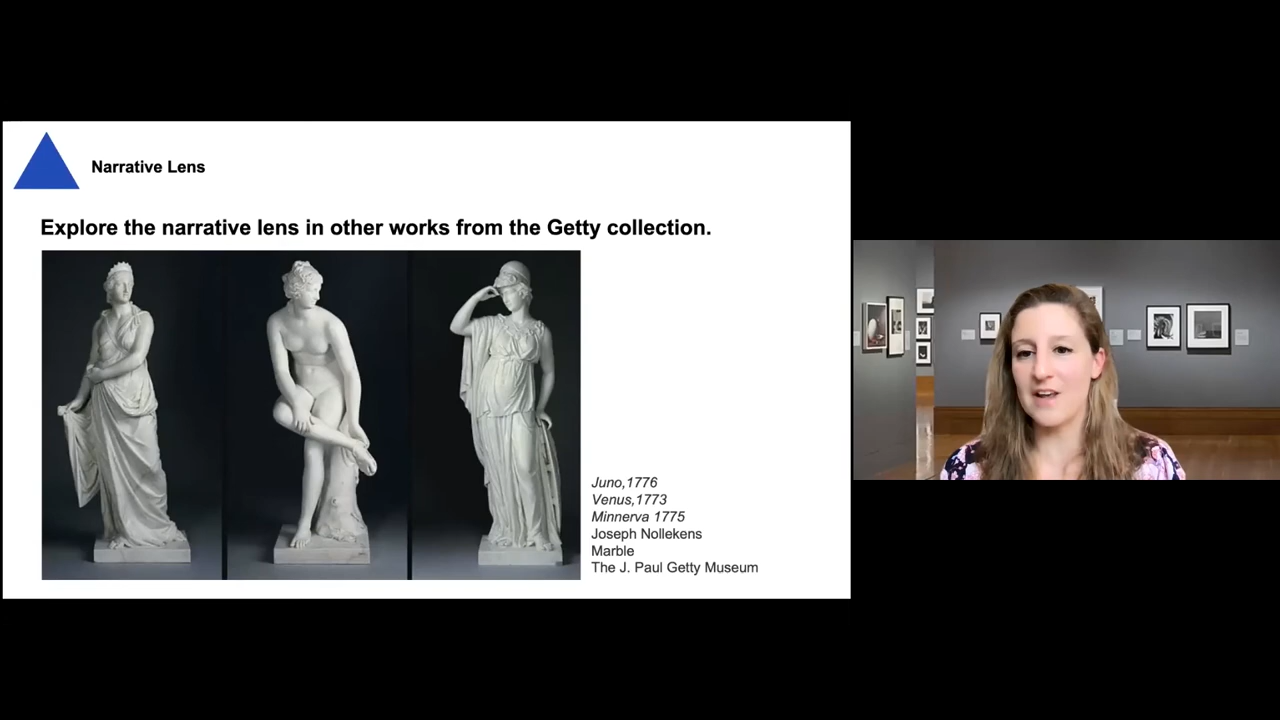 Narrative Lens
Explore the narrative lens in other works from the Getty collection.
Juno,1776
Venus,1773
Minnerva 1775
Joseph Nollekens
Marble
The J. Paul Getty Museum